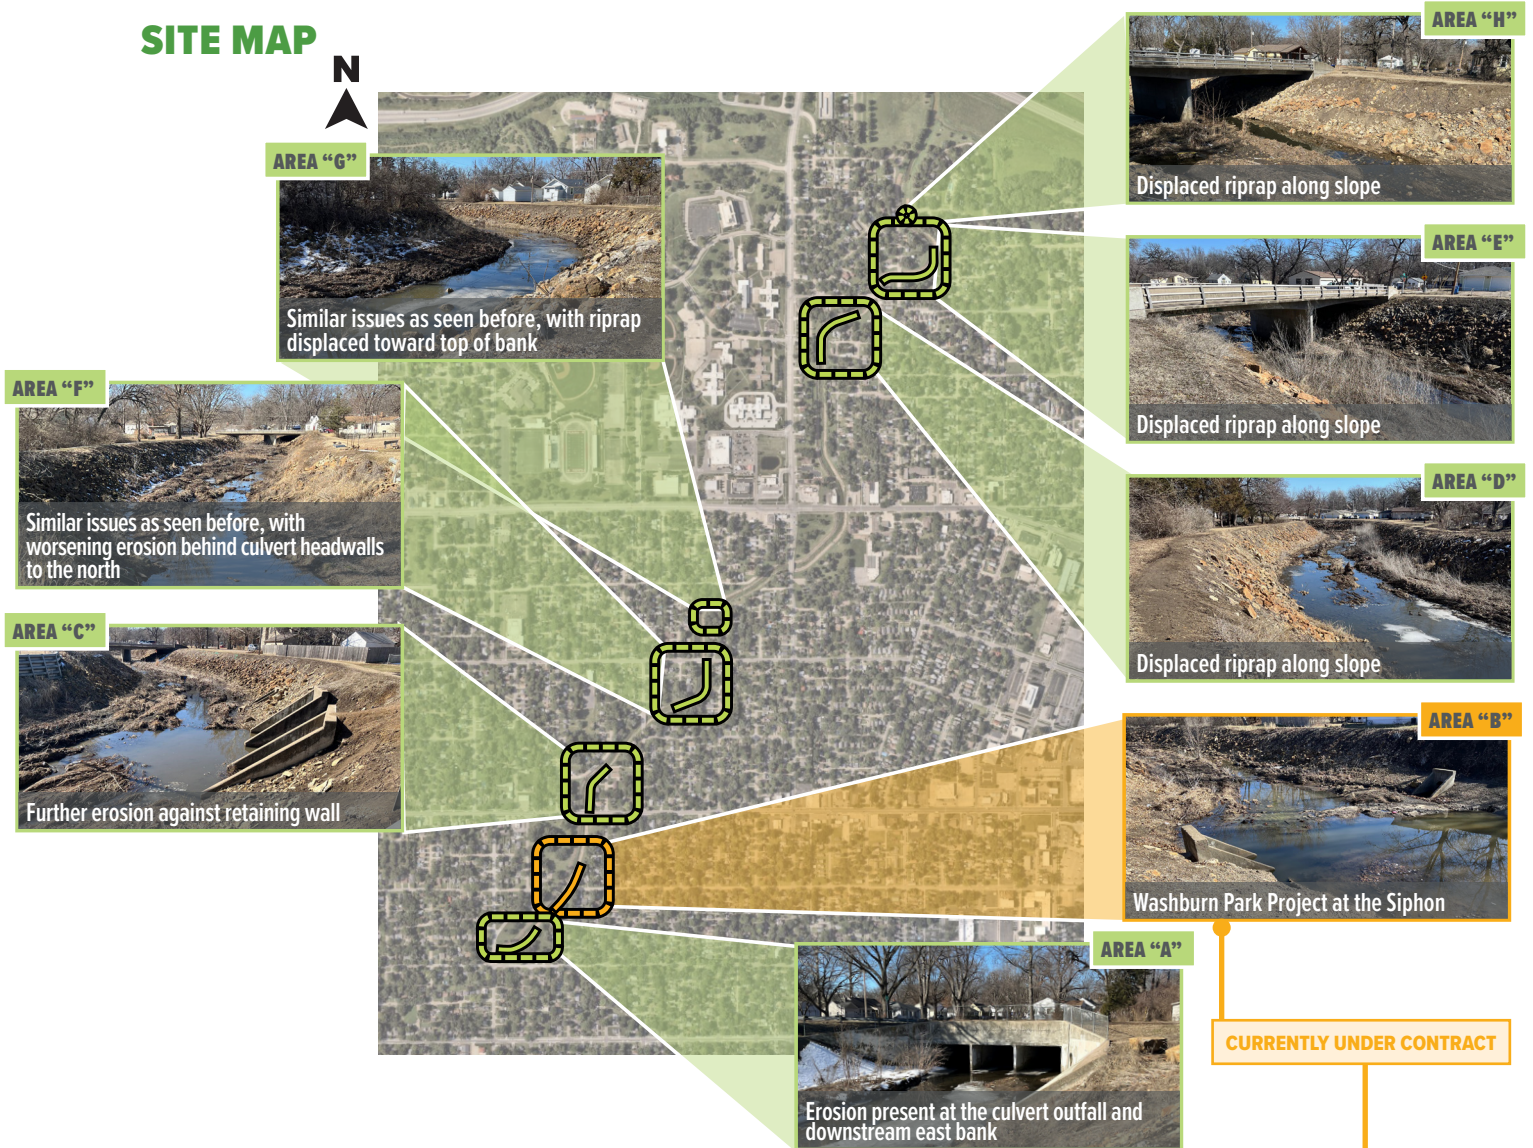 SITE MAP
N
AREA “H”
Displaced riprap along slope
AREA “G”
Similar issues as seen before, with riprap
displaced toward top of bank
AREA “E”
Displaced riprap along slope
AREA “F”
Similar issues as seen before, with
worsening erosion behind culvert headwalls
to the north
AREA “D”
Displaced riprap along slope
AREA “C”
Further erosion against retaining wall
AREA “B”
Washburn Park Project at the Siphon
AREA “A”
Erosion present at the culvert outfall and
downstream east bank
CURRENTLY UNDER CONTRACT